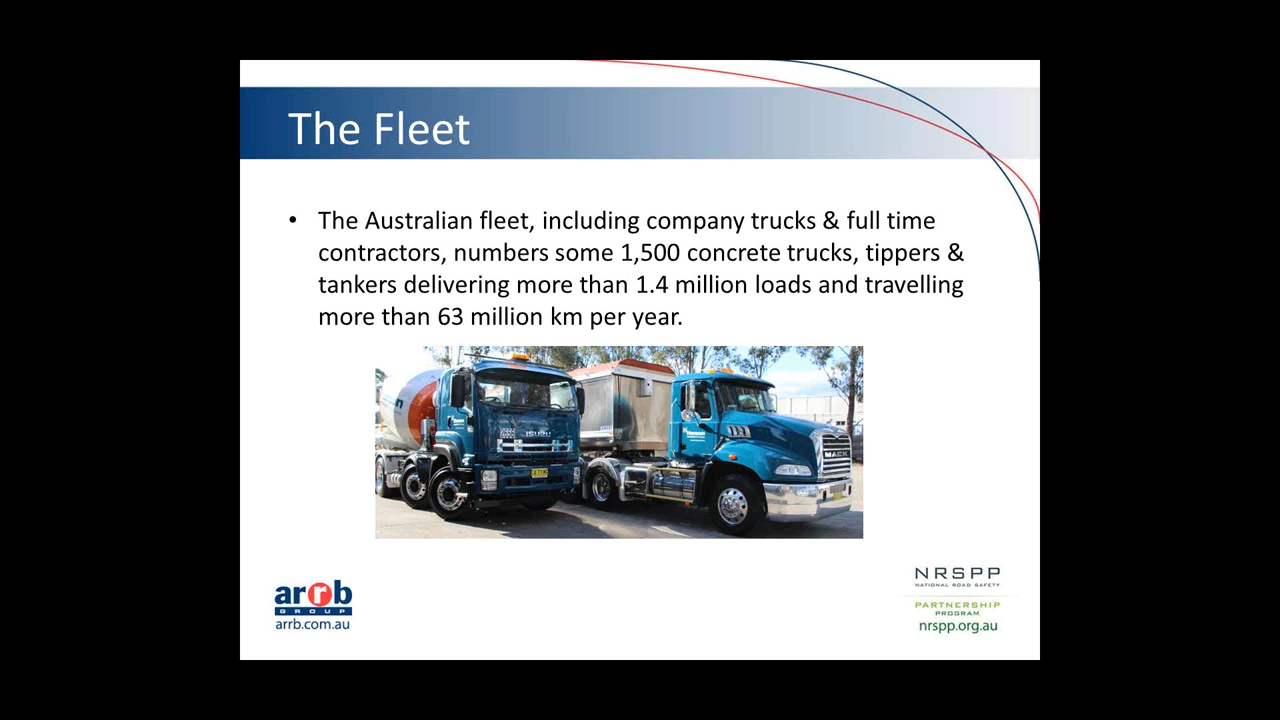 The Fleet
• The Australian fleet, including company trucks & full time
contractors, numbers some 1,500 concrete trucks, tippers &
tankers delivering more than 1.4 million loads and travelling
more than 63 million km per year.
ISUZU
MACK
arrb
GROUP
arrb.com.au
NRSPP
NATIONAL ROAD SAFETY
PARTNERSHIP
PROGRAM
nrspp.org.au